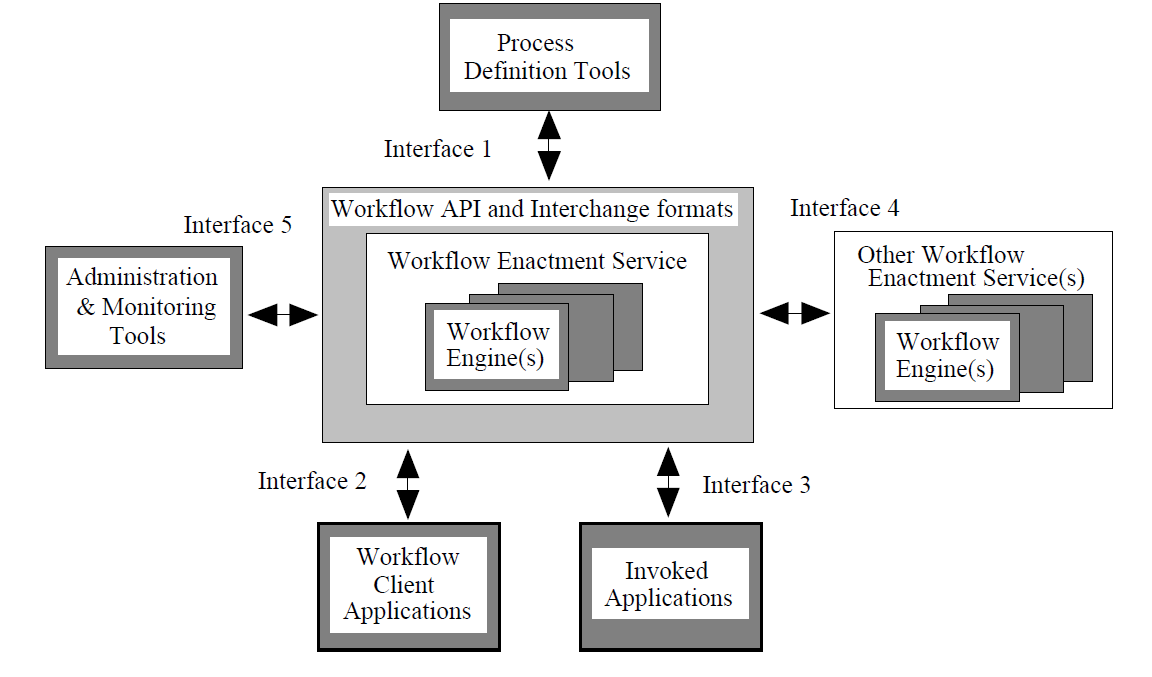 Process
Definition Tools
Interface 1
Workflow API and Interchange formats
Interface 5
Interface 4
Administration
& Monitoring
Tools
Workflow Enactment Service
Workflow
Engine(s)
Other Workflow
Enactment Service(s)
Workflow
Engine(s)
Interface 2
Interface 3
Workflow
Client
Applications
Invoked
Applications